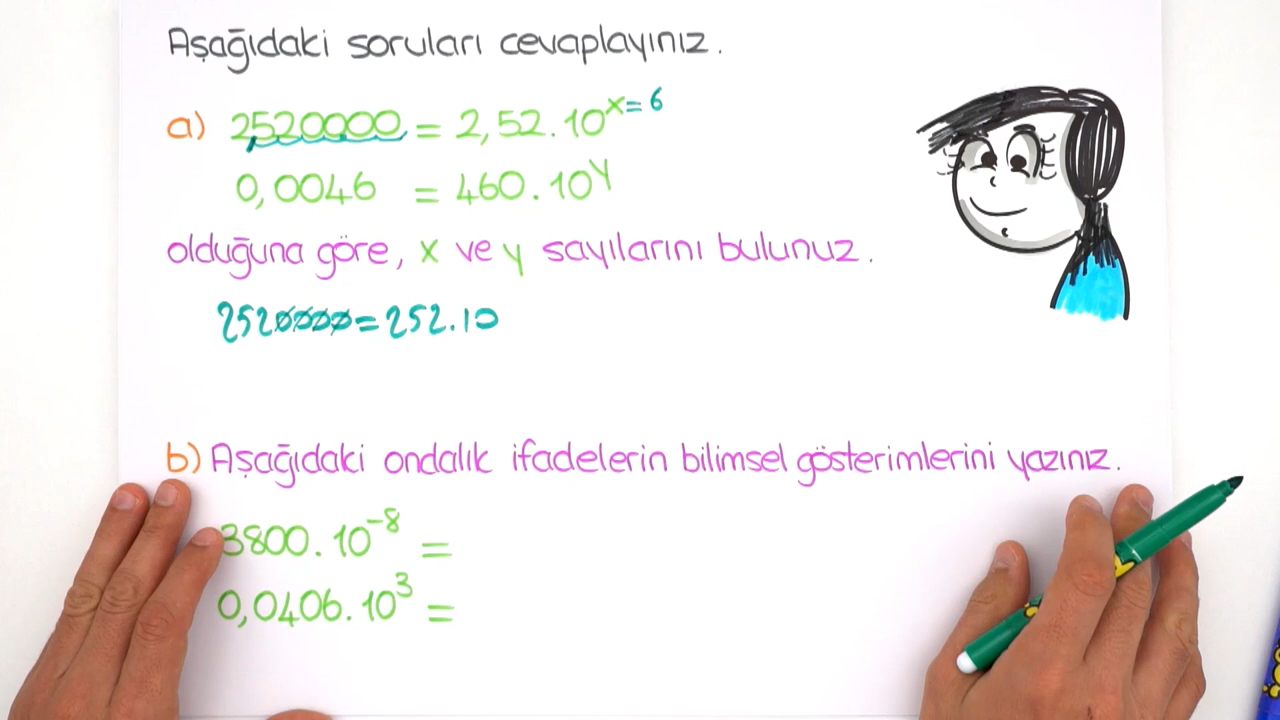 Aşağıdaki soruları cevaplayınız.
a) 2520000 = 2,52.10^x = 6
0,0046 = 460.10^y
olduğuna göre, x ve y sayılarını bulunuz.
2520000 = 252.10
b) Aşağıdaki ondalık ifadelerin bilimsel gösterimlerini yazınız.
3800.10^-8 =
0,0406.10^3 =